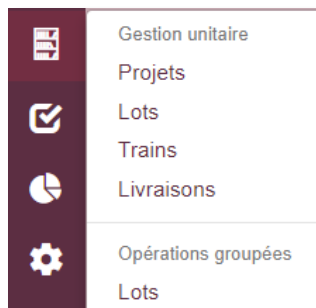 Gestion unitaire
Projets
Lots
Trains
Livraisons
Opérations groupées
Lots